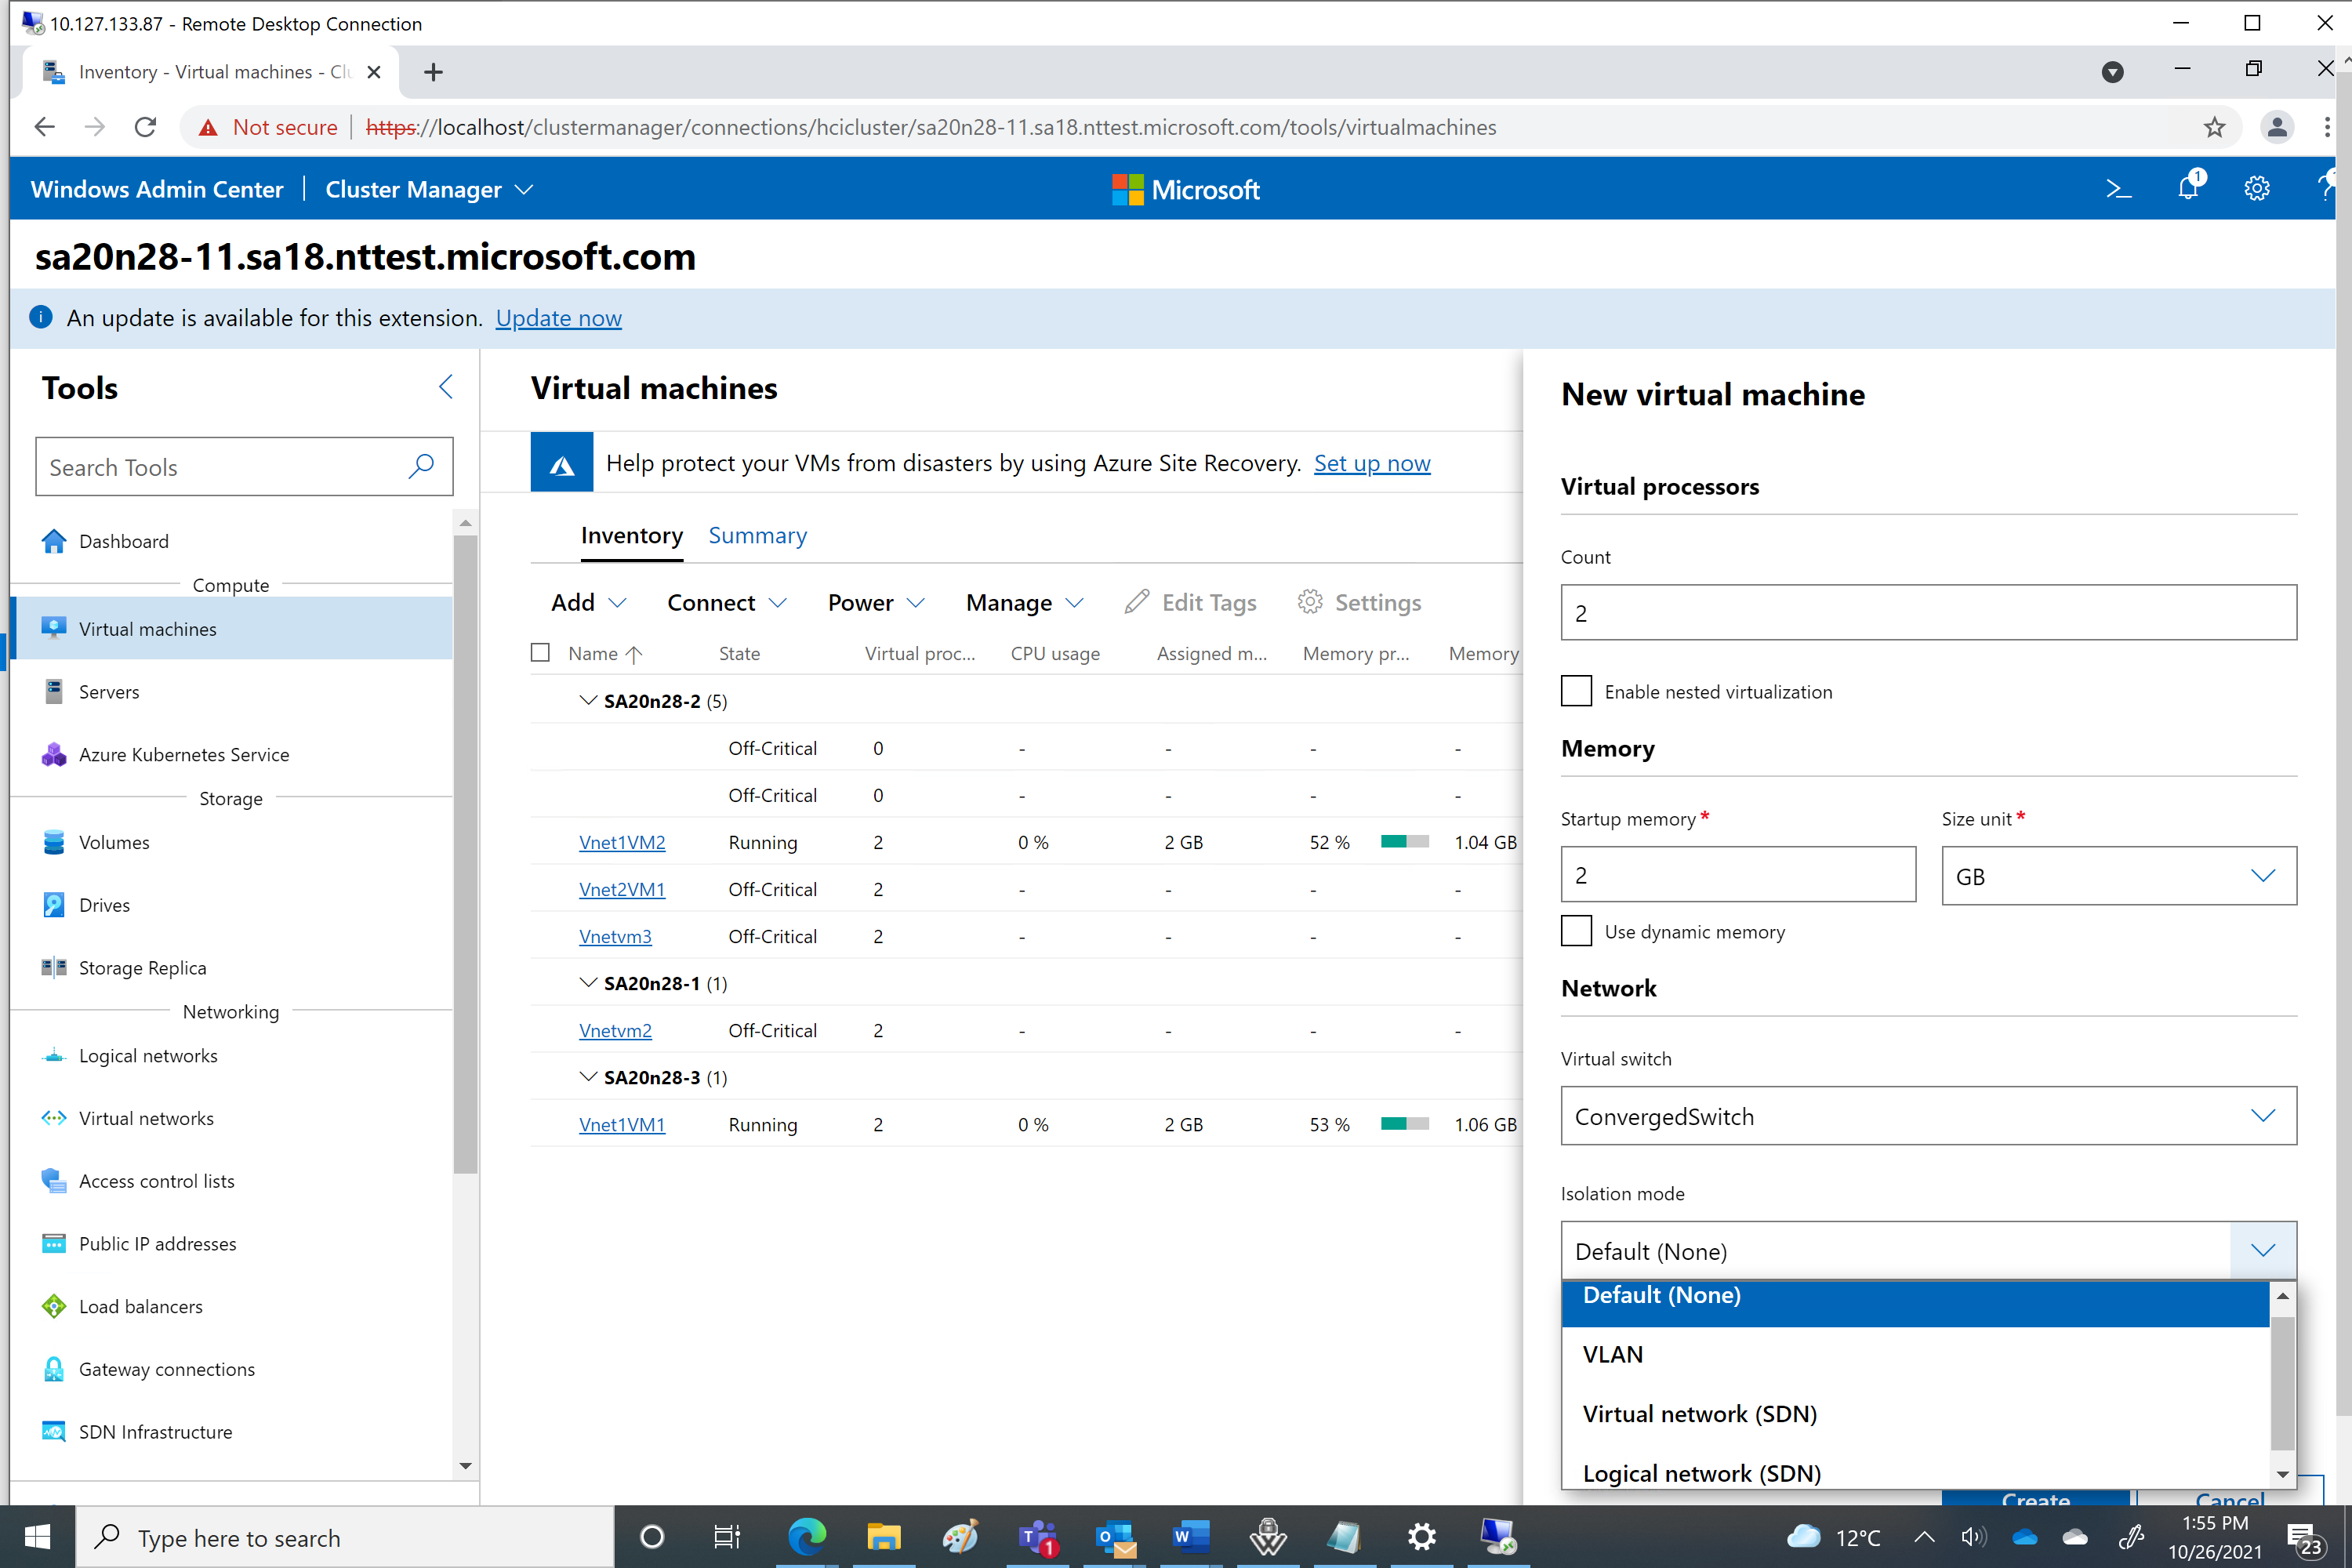 10.127.133.87 - Remote Desktop Connection
Inventory - Virtual machines - Clu
Not secure | https://localhost/clustermanager/connections/hcicluster/sa20n28-11.sa18.nttest.microsoft.com/tools/virtualmachines
Windows Admin Center | Cluster Manager
Microsoft
1
sa20n28-11.sa18.nttest.microsoft.com
An update is available for this extension. Update now
Tools
Search Tools
Dashboard
Compute
Virtual machines
Servers
Azure Kubernetes Service
Storage
Volumes
Drives
Storage Replica
Networking
Logical networks
Virtual networks
Access control lists
Public IP addresses
Load balancers
Gateway connections
SDN Infrastructure
Virtual machines
Help protect your VMs from disasters by using Azure Site Recovery. Set up now
Inventory Summary
Add Connect Power Manage Edit Tags Settings
Name State Virtual proc... CPU usage Assigned m... Memory pr... Memory
SA20n28-2 (5)
Off-Critical 0 - - - -
Off-Critical 0 - - - -
Vnet1VM2 Running 2 0 % 2 GB 52 % 1.04 GB
Vnet2VM1 Off-Critical 2 - - - -
Vnetvm3 Off-Critical 2 - - - -
SA20n28-1 (1)
Vnetvm2 Off-Critical 2 - - - -
SA20n28-3 (1)
Vnet1VM1 Running 2 0 % 2 GB 53 % 1.06 GB
New virtual machine
Virtual processors
Count
2
Enable nested virtualization
Memory
Startup memory * Size unit *
2 GB
Use dynamic memory
Network
Virtual switch
ConvergedSwitch
Isolation mode
Default (None)
Default (None)
VLAN
Virtual network (SDN)
Logical network (SDN)
Create Cancel
Type here to search
1
12°C
1:55 PM
10/26/2021
23